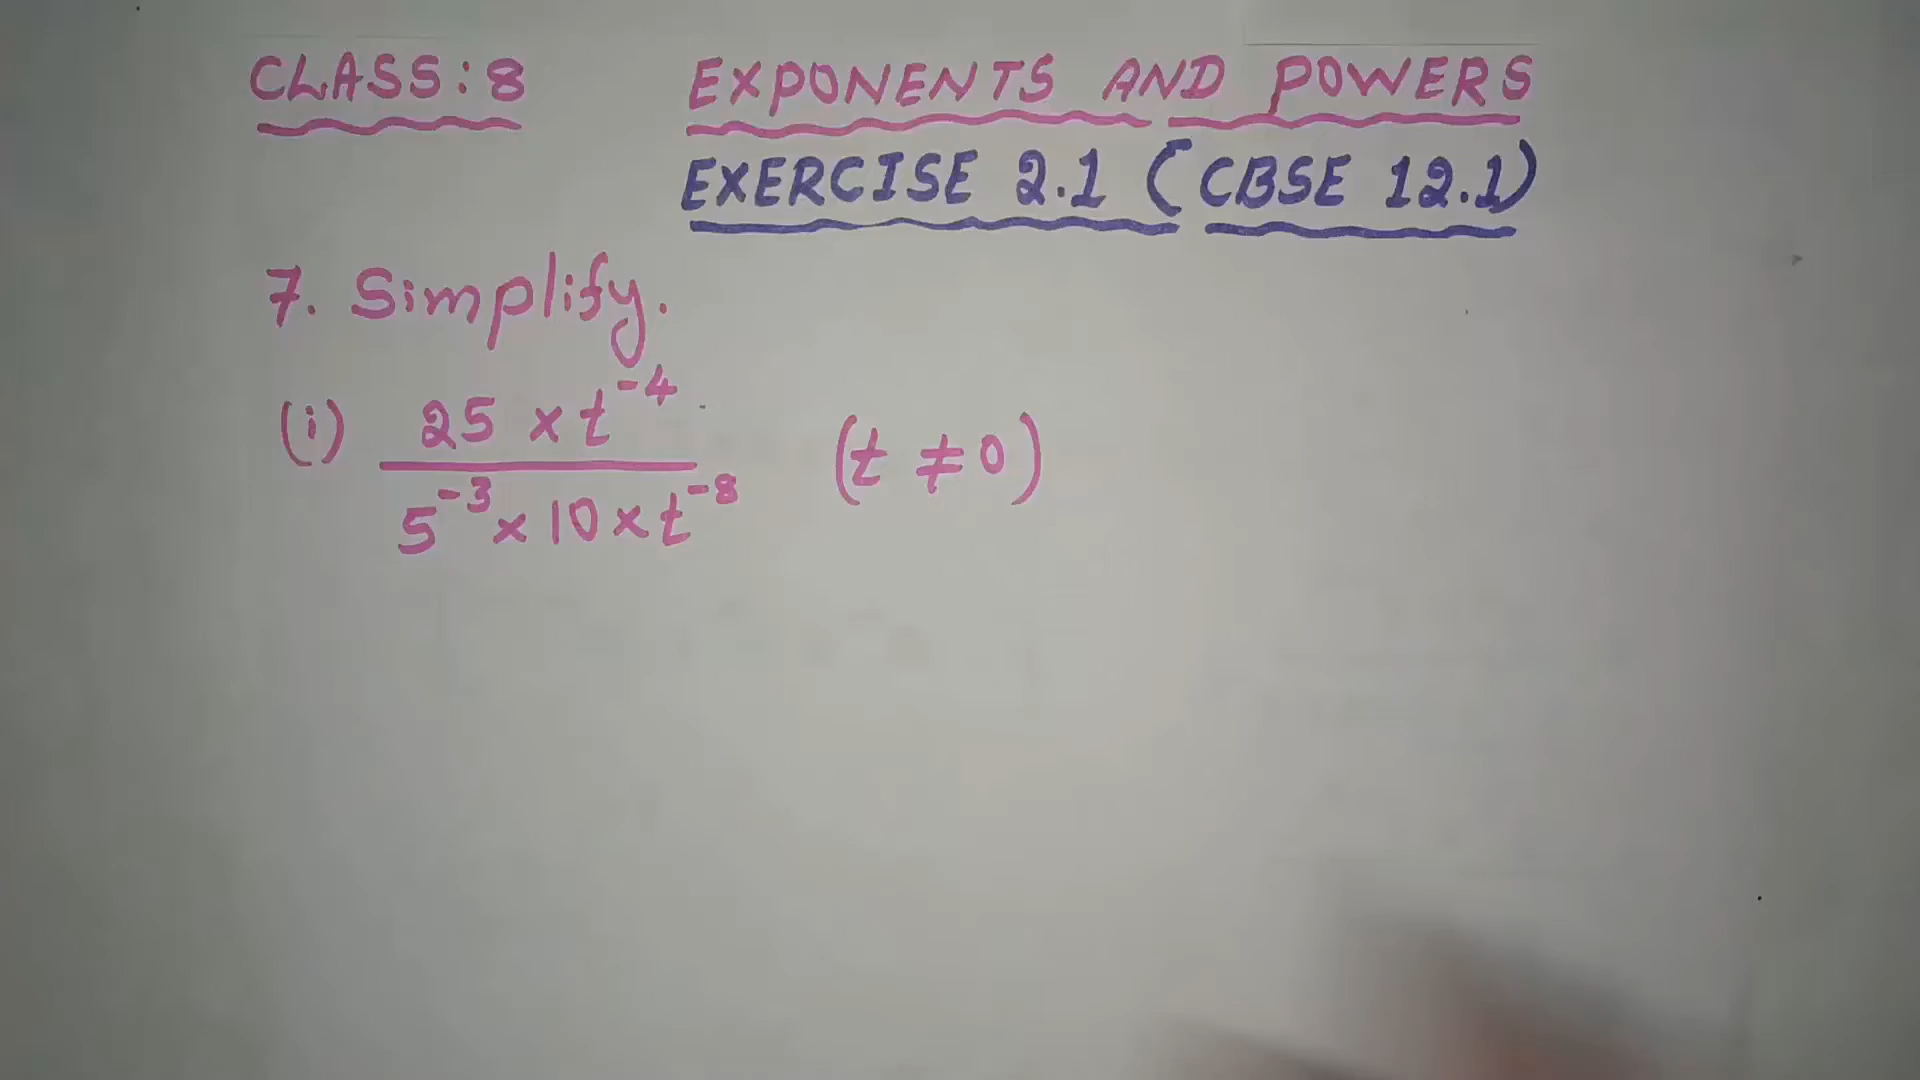 CLASS: 8 EXPONENTS AND POWERS
EXERCISE 2.1 (CBSE 12.1)
7. Simplify.
(i) 25 × t⁻⁴ (t ≠ 0)
5⁻³ × 10 × t⁻⁸